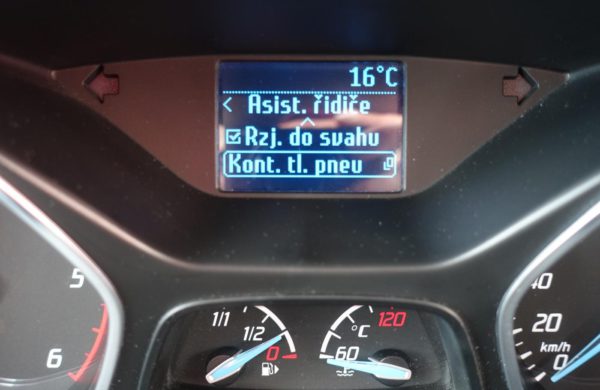 16°C
< Asist. řidiče
Rzj. do svahu
Kont. tl. pneu
5
6
1/1
1/2
0
°C
120
60
40
20
km/h
0